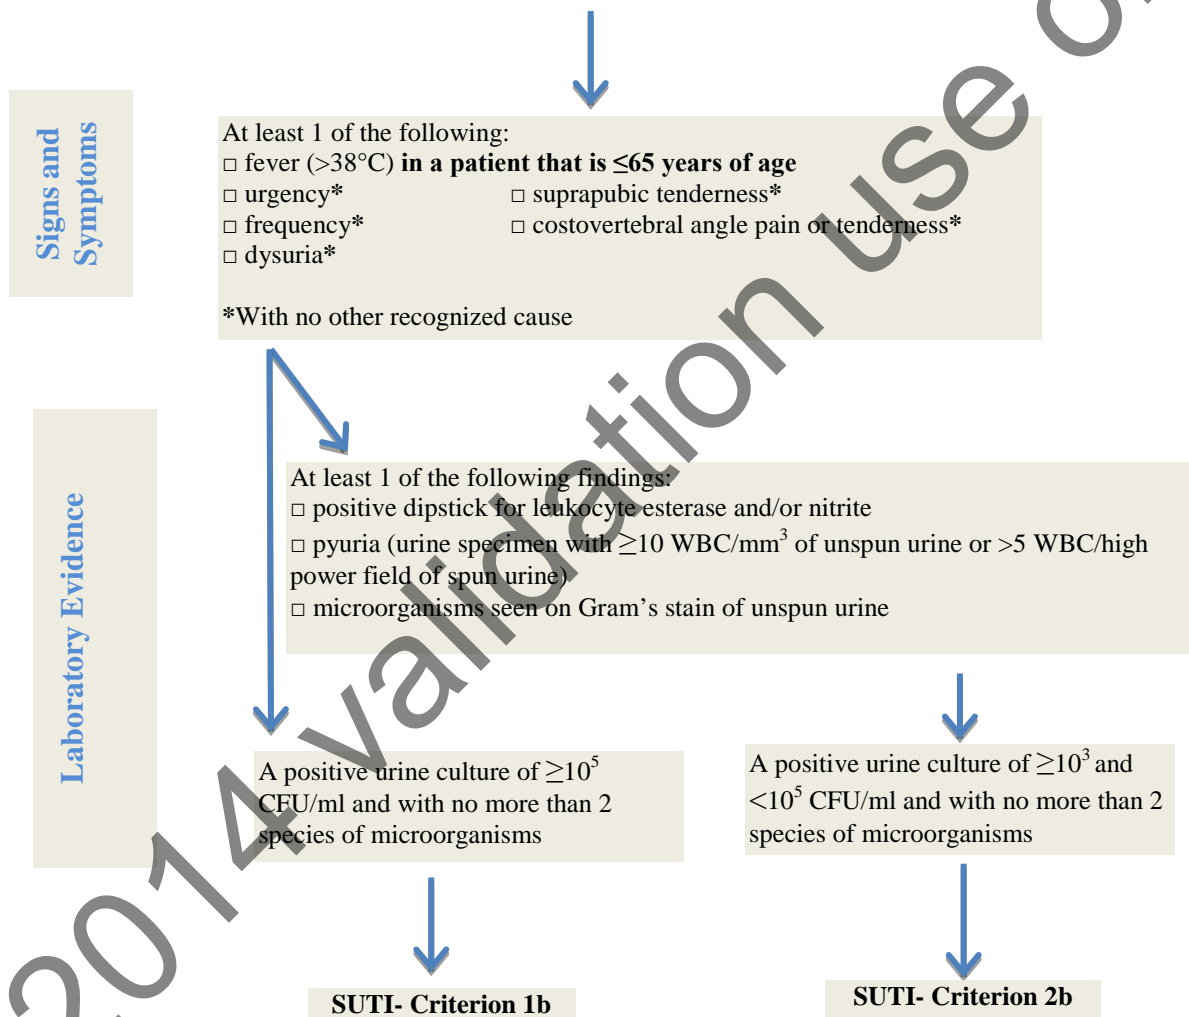 Signs and
Symptoms
At least 1 of the following:
□ fever (>38°C) in a patient that is ≤65 years of age
□ urgency* □ suprapubic tenderness*
□ frequency* □ costovertebral angle pain or tenderness*
□ dysuria*
*With no other recognized cause
Laboratory Evidence
At least 1 of the following findings:
□ positive dipstick for leukocyte esterase and/or nitrite
□ pyuria (urine specimen with ≥10 WBC/mm³ of unspun urine or >5 WBC/high
power field of spun urine)
□ microorganisms seen on Gram’s stain of unspun urine
A positive urine culture of ≥10⁵
CFU/ml and with no more than 2
species of microorganisms
A positive urine culture of ≥10³ and
<10⁵ CFU/ml and with no more than 2
species of microorganisms
SUTI- Criterion 1b
SUTI- Criterion 2b
2014 validation use